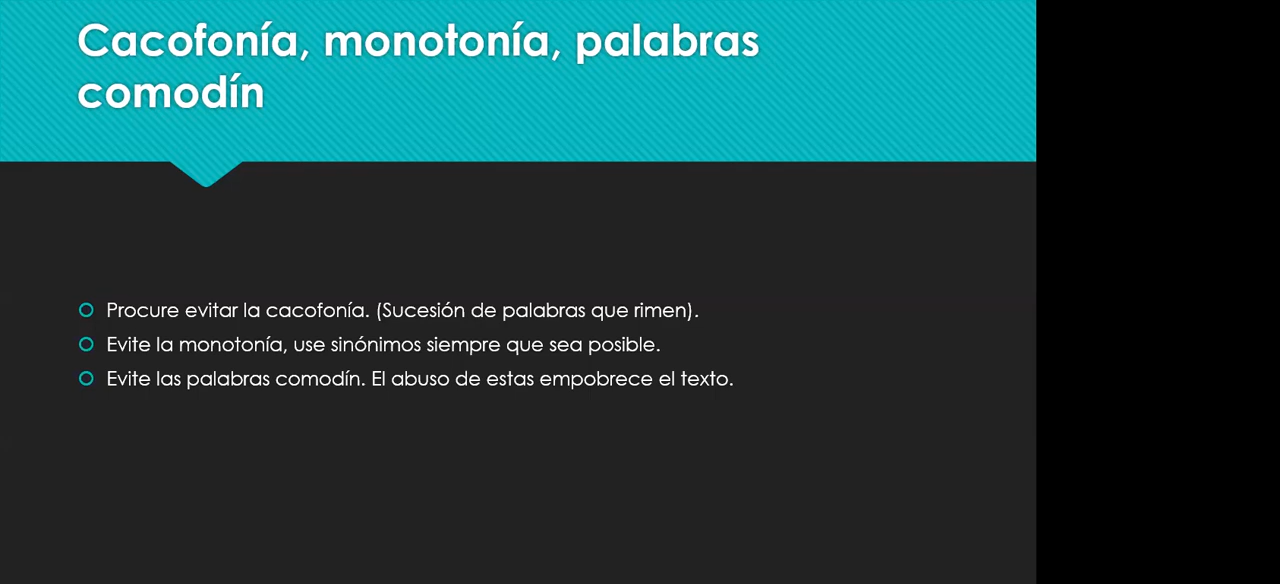 Cacofonía, monotonía, palabras
comodín
Procure evitar la cacofonía. (Sucesión de palabras que rimen).
Evite la monotonía, use sinónimos siempre que sea posible.
Evite las palabras comodín. El abuso de estas empobrece el texto.